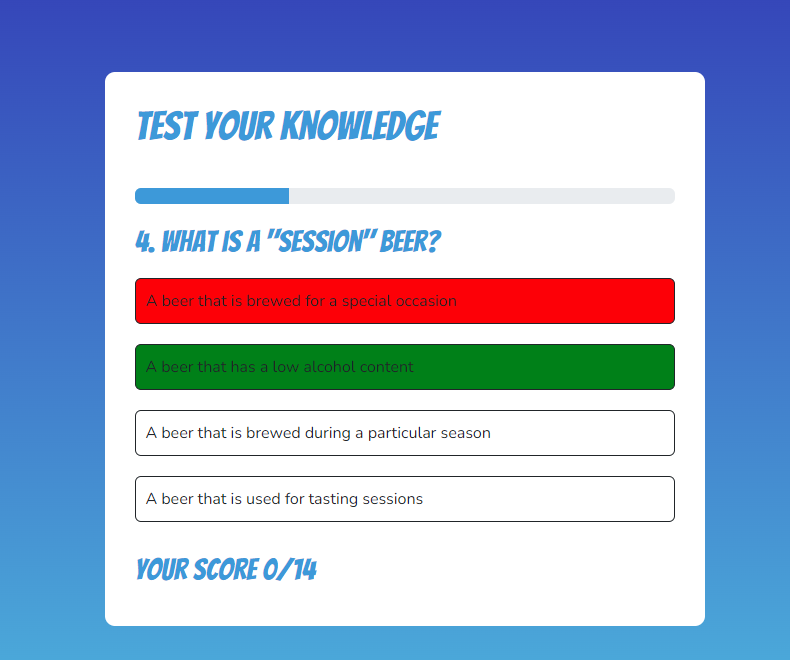 TEST YOUR KNOWLEDGE
4. WHAT IS A "SESSION" BEER?
A beer that is brewed for a special occasion
A beer that has a low alcohol content
A beer that is brewed during a particular season
A beer that is used for tasting sessions
YOUR SCORE 0/14